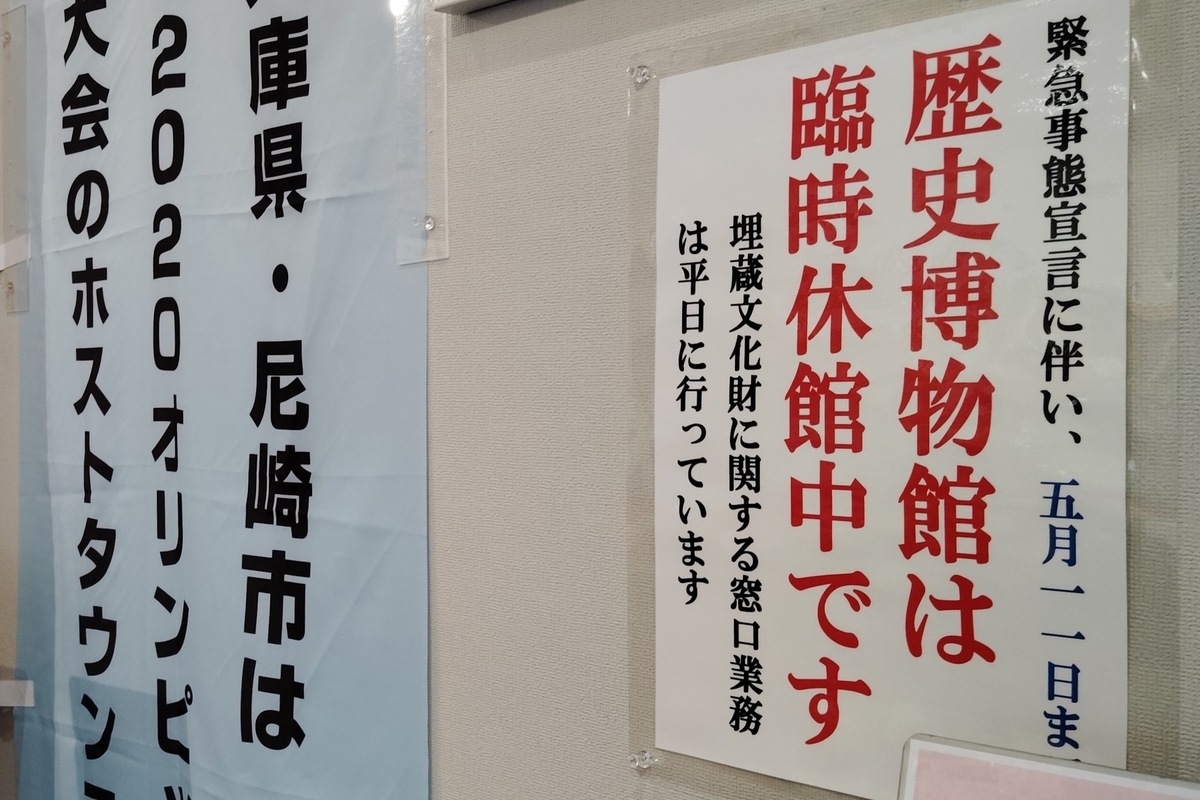 緊急事態宣言に伴い、五月一一日ま
歴史博物館は
臨時休館中です
埋蔵文化財に関する窓口業務
は平日に行っています
庫県・尼崎市は
2020オリンピ
大会のホストタウン